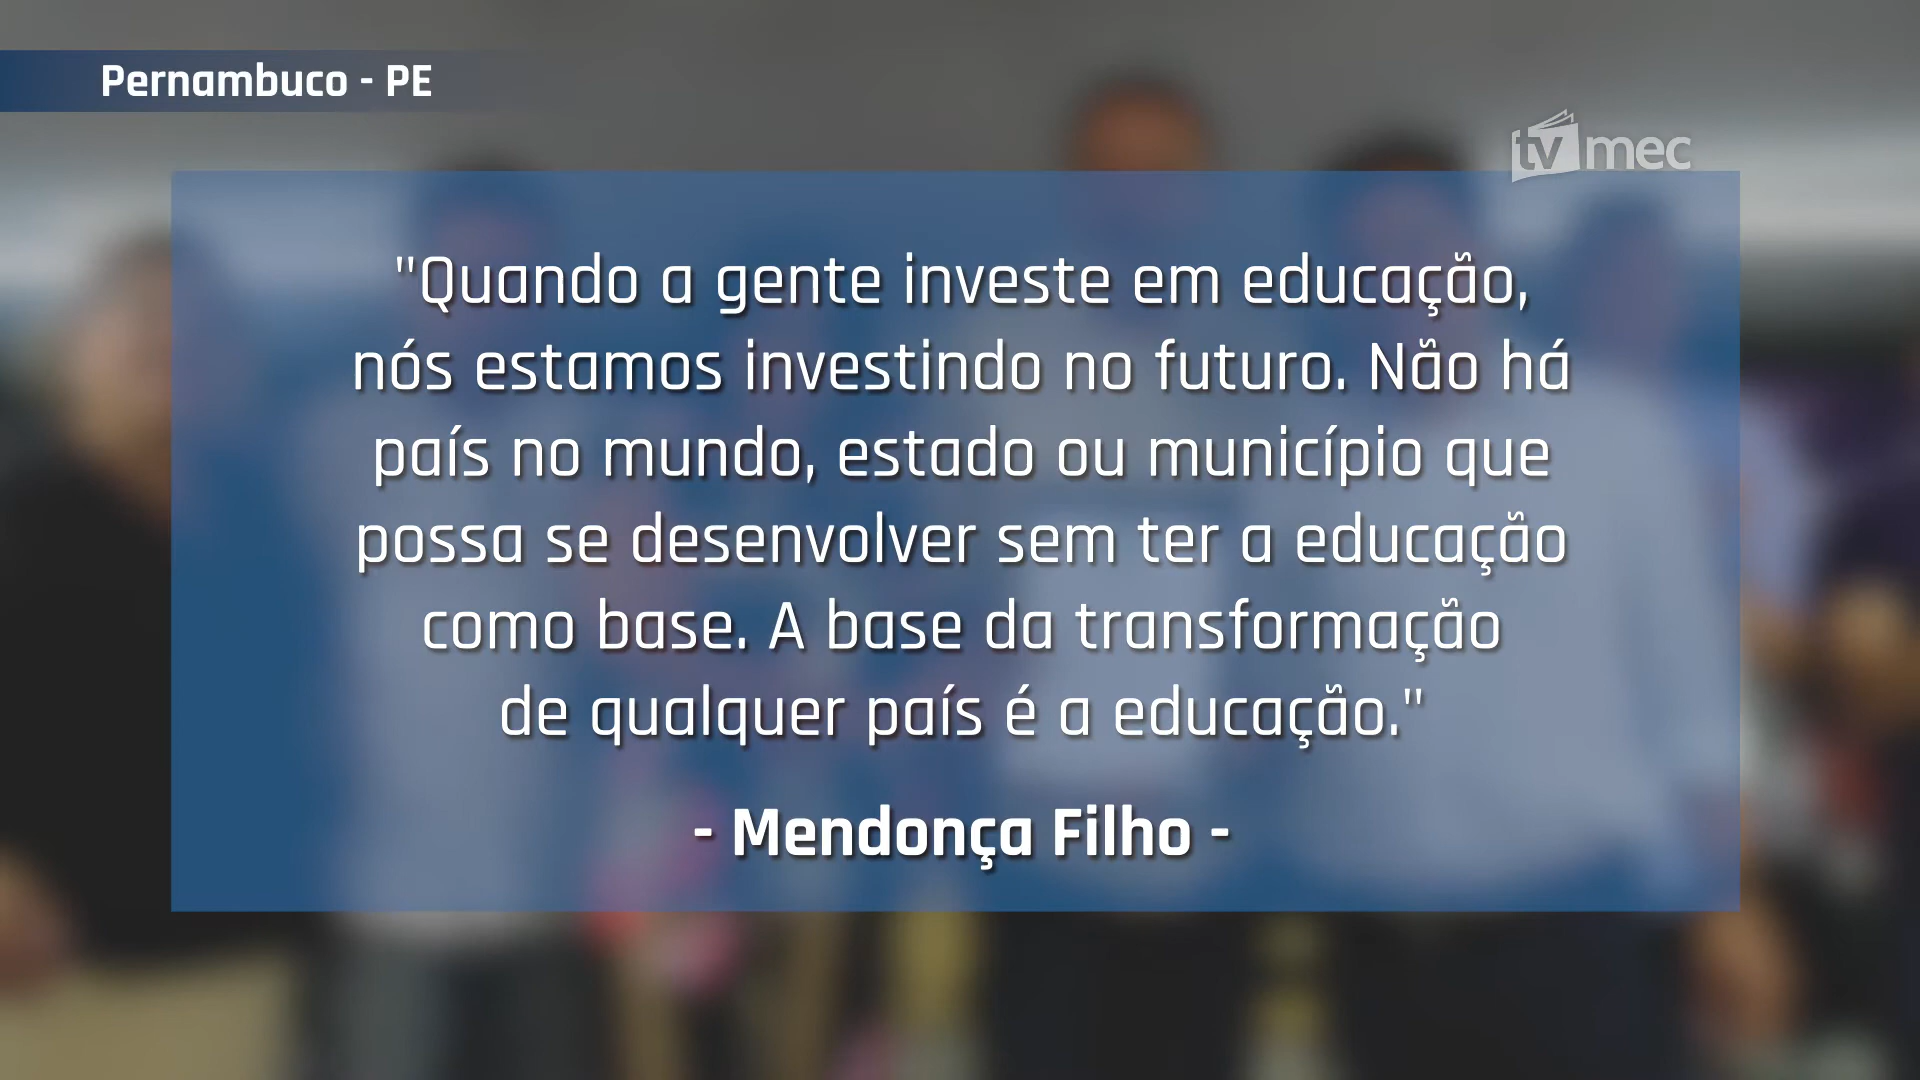 Pernambuco - PE
tv mec
"Quando a gente investe em educação,
nós estamos investindo no futuro. Não há
país no mundo, estado ou município que
possa se desenvolver sem ter a educação
como base. A base da transformação
de qualquer país é a educação."
- Mendonça Filho -